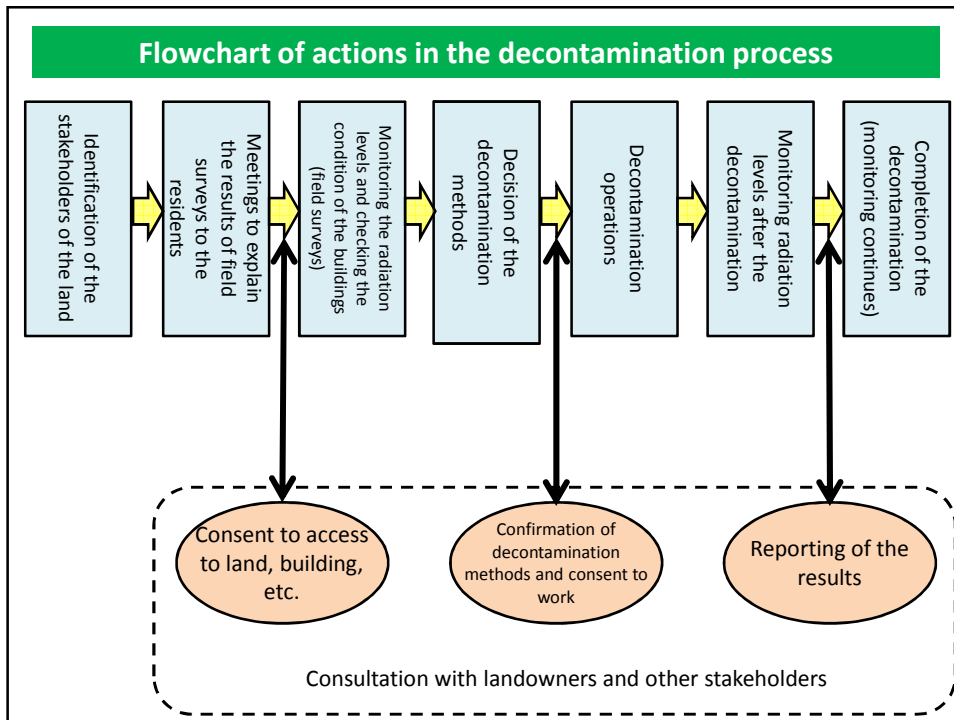 Flowchart of actions in the decontamination process
Identification of the
stakeholders of the land
Meetings to explain
the results of field
surveys to the
residents
Monitoring the radiation
levels and checking the
condition of the buildings
(field surveys)
Decision of the
decontamination
methods
Decontamination
operations
Monitoring radiation
levels after the
decontamination
Completion of the
decontamination
(monitoring continues)
Consent to access
to land, building,
etc.
Confirmation of
decontamination
methods and consent to
work
Reporting of the
results
Consultation with landowners and other stakeholders